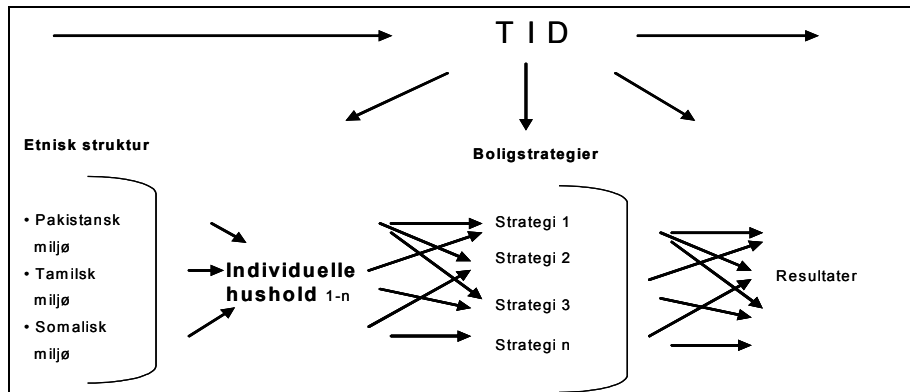 T I D
Etnisk struktur
• Pakistansk
miljø
• Tamilsk
miljø
• Somalisk
miljø
Individuelle
hushold 1-n
Boligstrategier
Strategi 1
Strategi 2
Strategi 3
Strategi n
Resultater